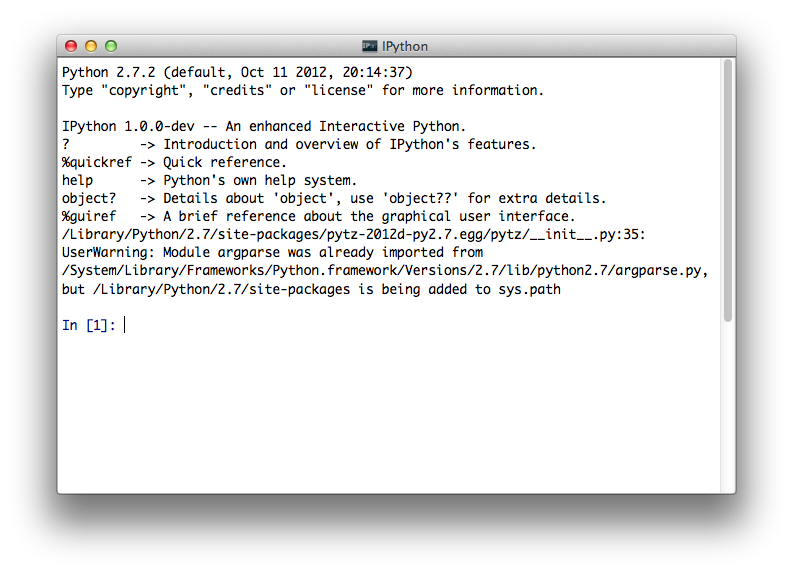 IPython
Python 2.7.2 (default, Oct 11 2012, 20:14:37)
Type "copyright", "credits" or "license" for more information.
IPython 1.0.0-dev -- An enhanced Interactive Python.
?         -> Introduction and overview of IPython's features.
%quickref -> Quick reference.
help      -> Python's own help system.
object?   -> Details about 'object', use 'object??' for extra details.
%guiref   -> A brief reference about the graphical user interface.
/Library/Python/2.7/site-packages/pytz-2012d-py2.7.egg/pytz/__init__.py:35:
UserWarning: Module argparse was already imported from
/System/Library/Frameworks/Python.framework/Versions/2.7/lib/python2.7/argparse.py,
but /Library/Python/2.7/site-packages is being added to sys.path
In [1]: